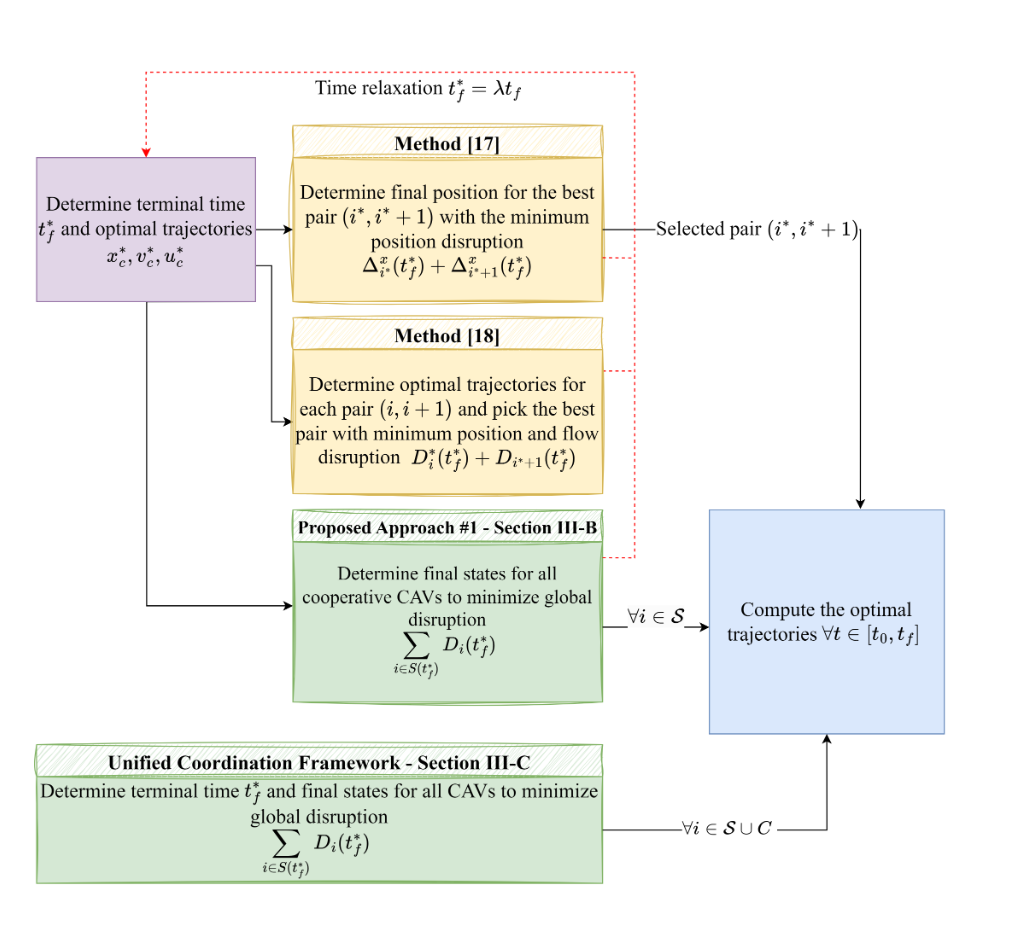 Time relaxation $t_f^* = \lambda t_f$
Method [17]
Determine final position for the best
pair $(i^*, i^* + 1)$ with the minimum
position disruption
$\Delta_{i^*}^x(t_f^*) + \Delta_{i^*+1}^x(t_f^*)$
Determine terminal time
$t_f^*$ and optimal trajectories
$x_c^*, v_c^*, u_c^*$
Selected pair $(i^*, i^* + 1)$
Method [18]
Determine optimal trajectories for
each pair $(i, i + 1)$ and pick the best
pair with minimum position and flow
disruption $D_i^*(t_f^*) + D_{i^*+1}(t_f^*)$
Proposed Approach #1 - Section III-B
Determine final states for all
cooperative CAVs to minimize global
disruption
$\sum_{i \in S(t_f^*)} D_i(t_f^*)$
$\forall i \in \mathcal{S}$
Compute the optimal
trajectories $\forall t \in [t_0, t_f]$
Unified Coordination Framework - Section III-C
Determine terminal time $t_f^*$ and final states for all CAVs to minimize
global disruption
$\sum_{i \in S(t_f^*)} D_i(t_f^*)$
$\forall i \in \mathcal{S} \cup C$